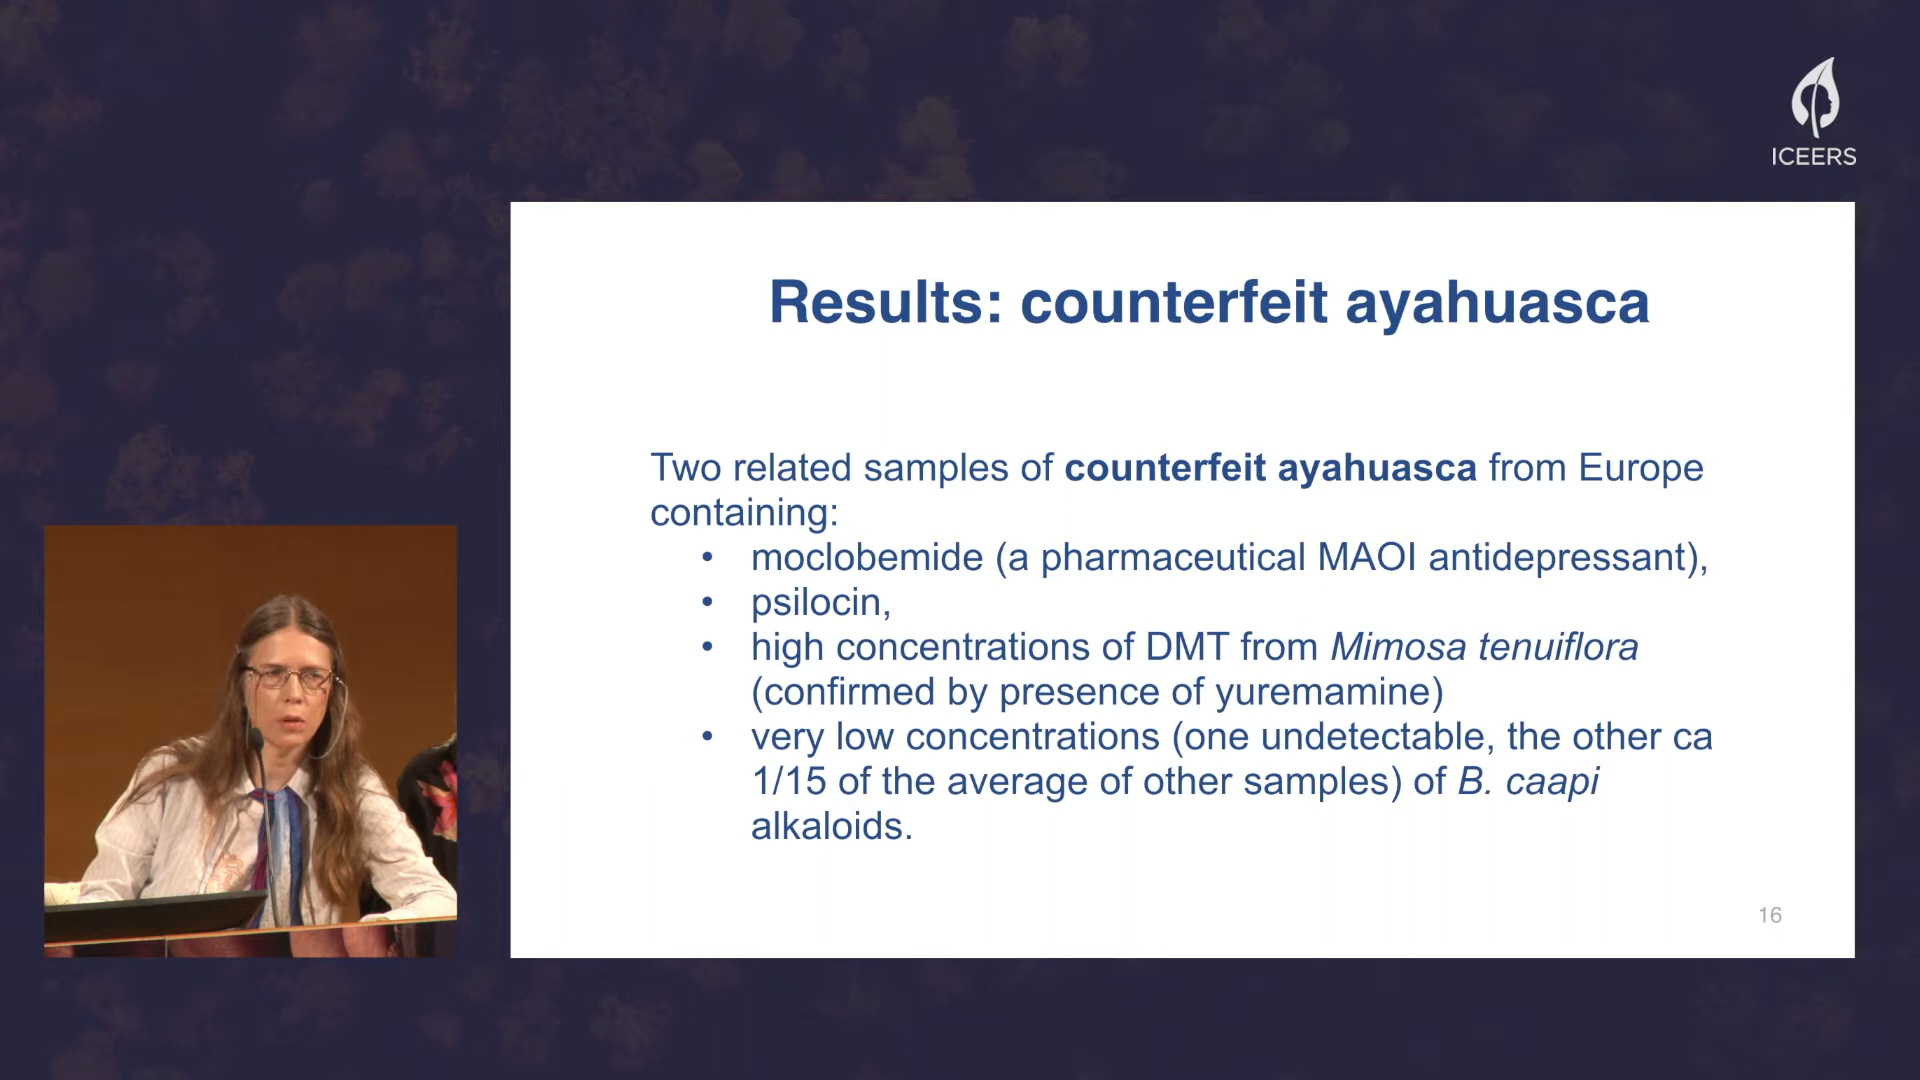 ICEERS
Results: counterfeit ayahuasca
Two related samples of counterfeit ayahuasca from Europe
containing:
• moclobemide (a pharmaceutical MAOI antidepressant),
• psilocin,
• high concentrations of DMT from Mimosa tenuiflora
(confirmed by presence of yuremamine)
• very low concentrations (one undetectable, the other ca
1/15 of the average of other samples) of B. caapi
alkaloids.
16